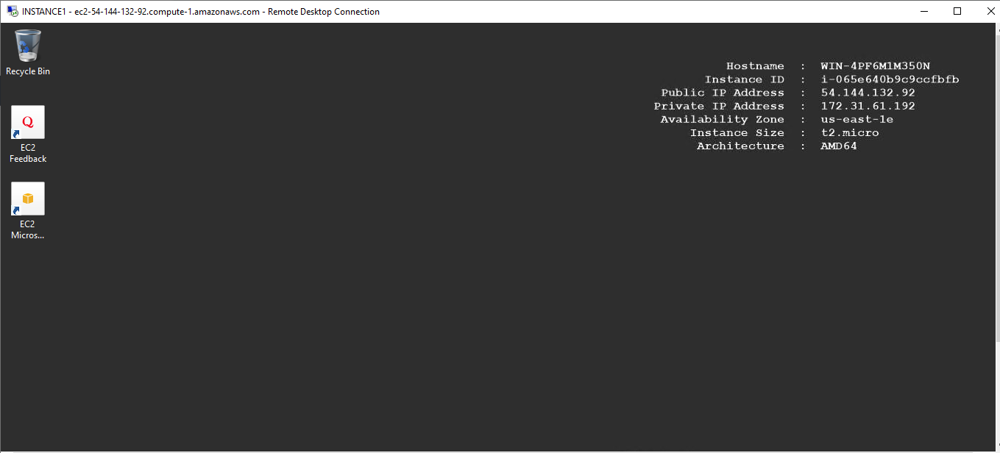 INSTANCE1 - ec2-54-144-132-92.compute-1.amazonaws.com - Remote Desktop Connection
Recycle Bin
Q
EC2
Feedback
EC2
Micros...
Hostname : WIN-4PF6M1M350N
Instance ID : i-065e640b9c9ccfbfb
Public IP Address : 54.144.132.92
Private IP Address : 172.31.61.192
Availability Zone : us-east-1e
Instance Size : t2.micro
Architecture : AMD64